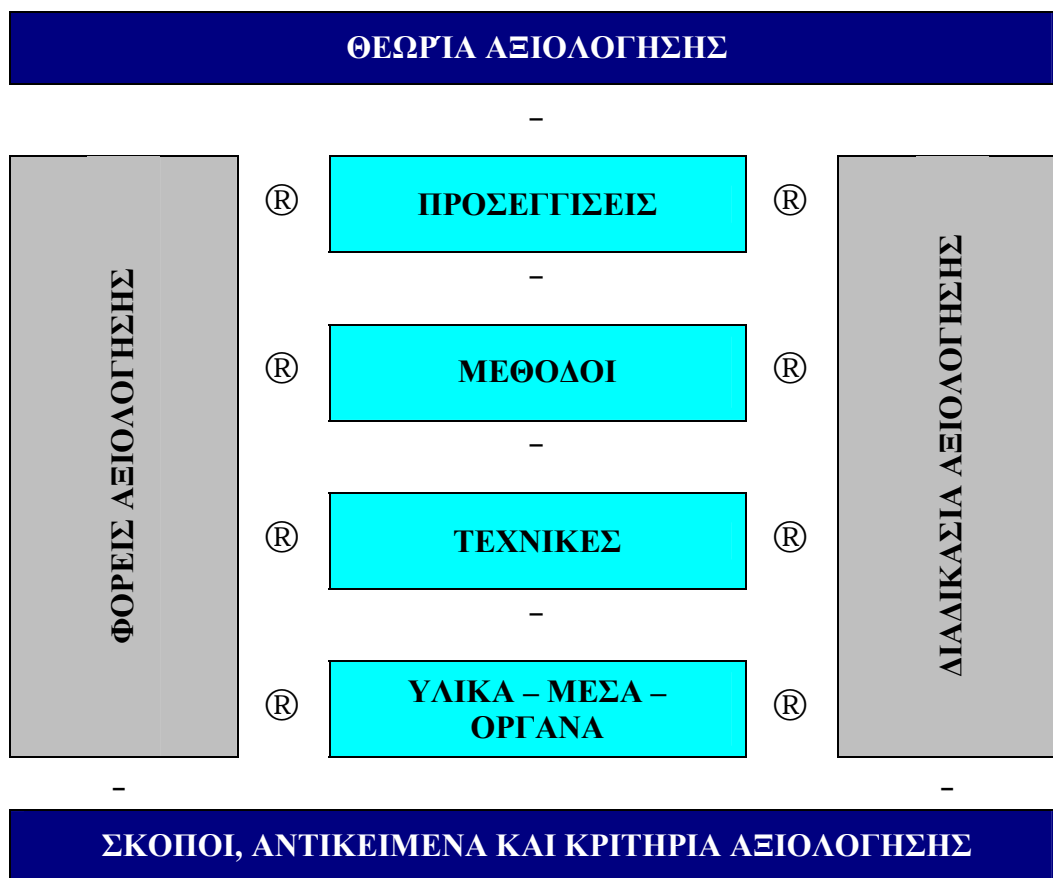 ΘΕΩΡΊΑ ΑΞΙΟΛΟΓΗΣΗΣ
–
ΦΟΡΕΙΣ ΑΞΙΟΛΟΓΗΣΗΣ
® ΠΡΟΣΕΓΓΙΣΕΙΣ ®
–
® ΜΕΘΟΔΟΙ ®
–
® ΤΕΧΝΙΚΕΣ ®
–
® ΥΛΙΚΑ – ΜΕΣΑ – ®
ΟΡΓΑΝΑ
ΔΙΑΔΙΚΑΣΙΑ ΑΞΙΟΛΟΓΗΣΗΣ
– –
ΣΚΟΠΟΙ, ΑΝΤΙΚΕΙΜΕΝΑ ΚΑΙ ΚΡΙΤΗΡΙΑ ΑΞΙΟΛΟΓΗΣΗΣ